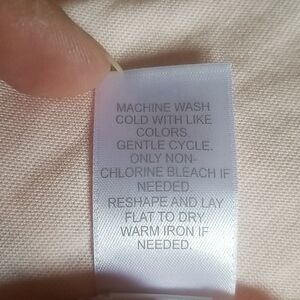 MACHINE WASH
COLD WITH LIKE
COLORS.
GENTLE CYCLE.
ONLY NON-
CHLORINE BLEACH IF
NEEDED.
RESHAPE AND LAY
FLAT TO DRY.
WARM IRON IF
NEEDED.